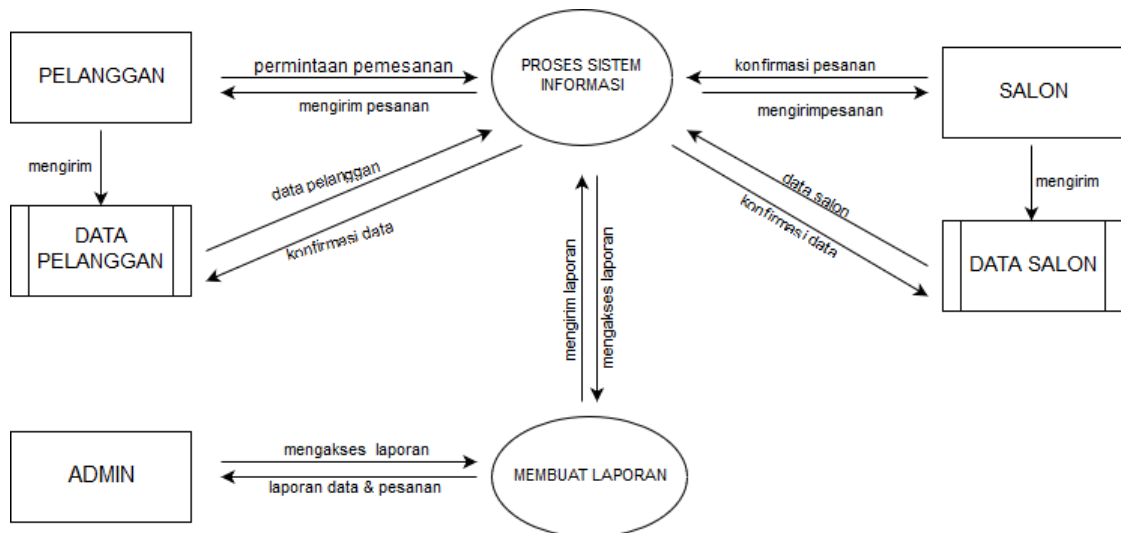 PELANGGAN
permintaan pemesanan
mengirim pesanan
PROSES SISTEM
INFORMASI
konfirmasi pesanan
mengirimpesanan
SALON
mengirim
data pelanggan
konfirmasi data
data salon
konfirmasi data
mengirim
DATA
PELANGGAN
DATA SALON
mengirim laporan
mengakses laporan
ADMIN
mengakses laporan
laporan data & pesanan
MEMBUAT LAPORAN